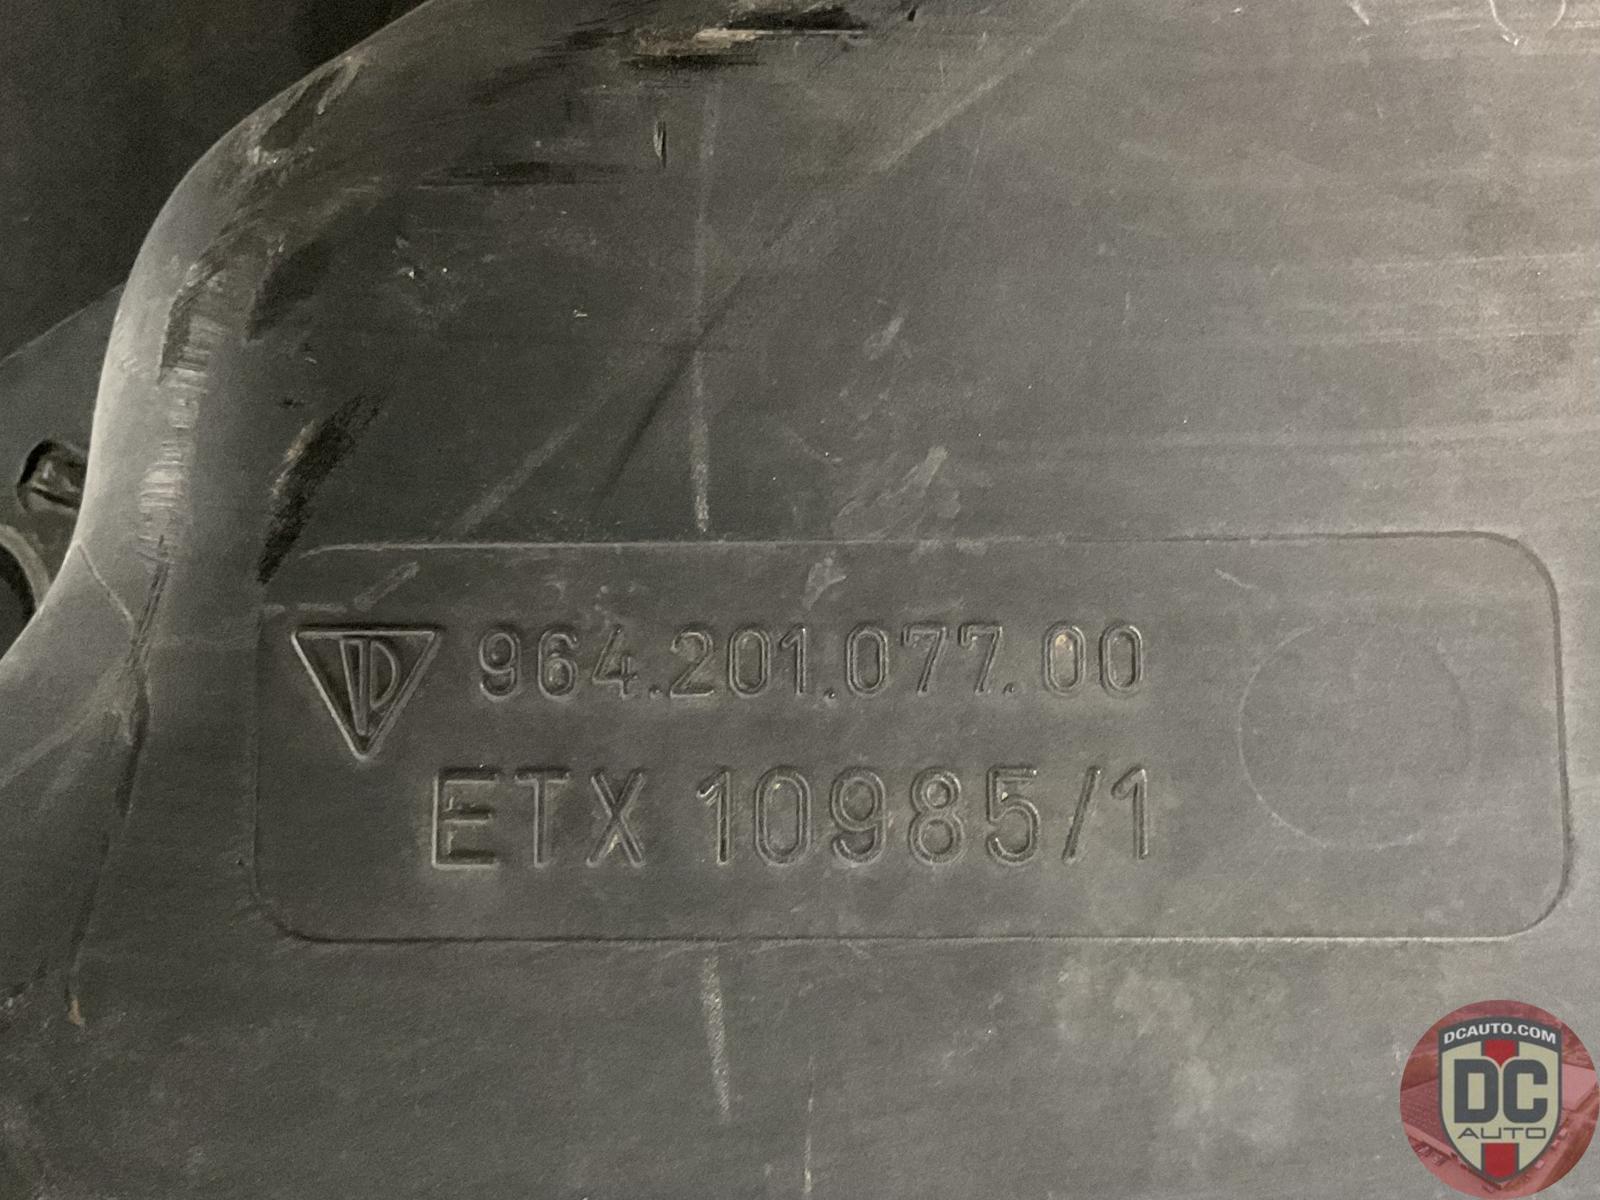 964.201.077.00
ETX 10985/1
DCAUTO.COM
DC
AUTO